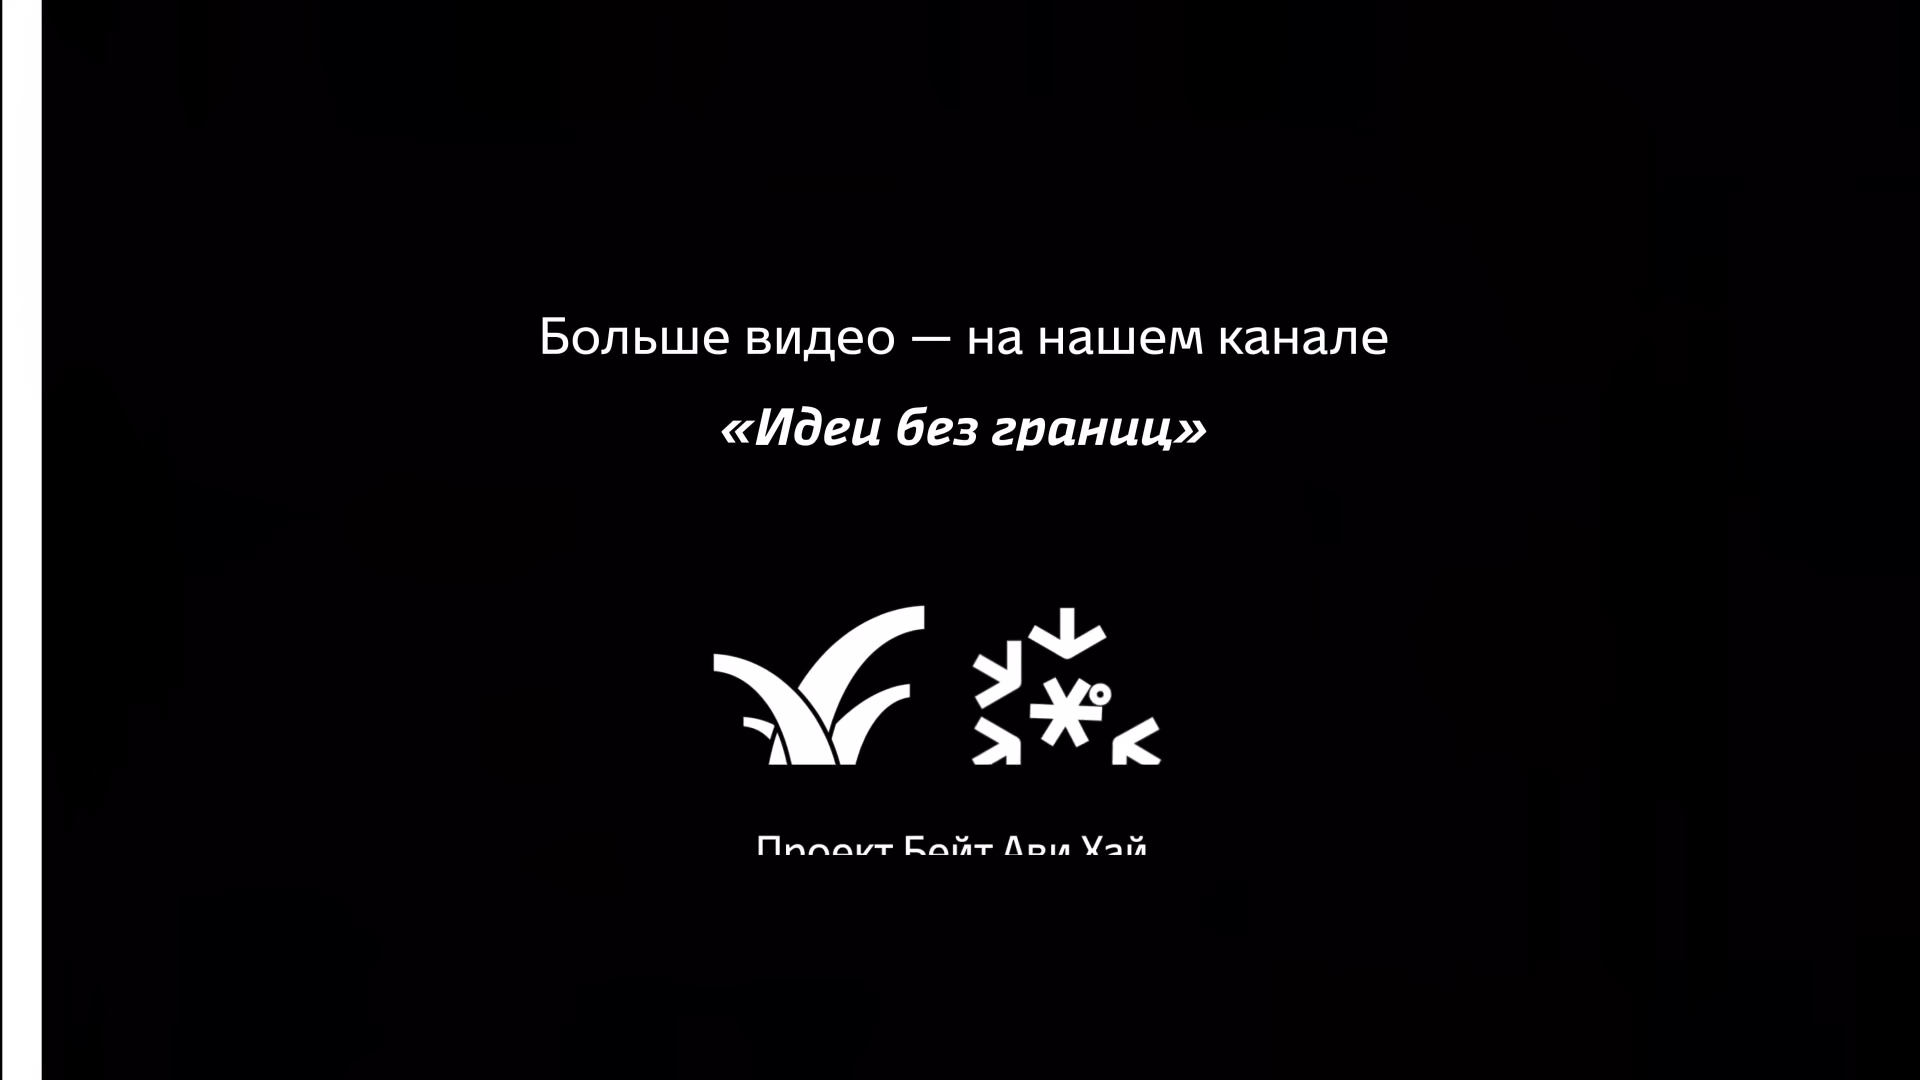 Больше видео — на нашем канале
«Идеи без границ»
Проект Бейт Ави Хай